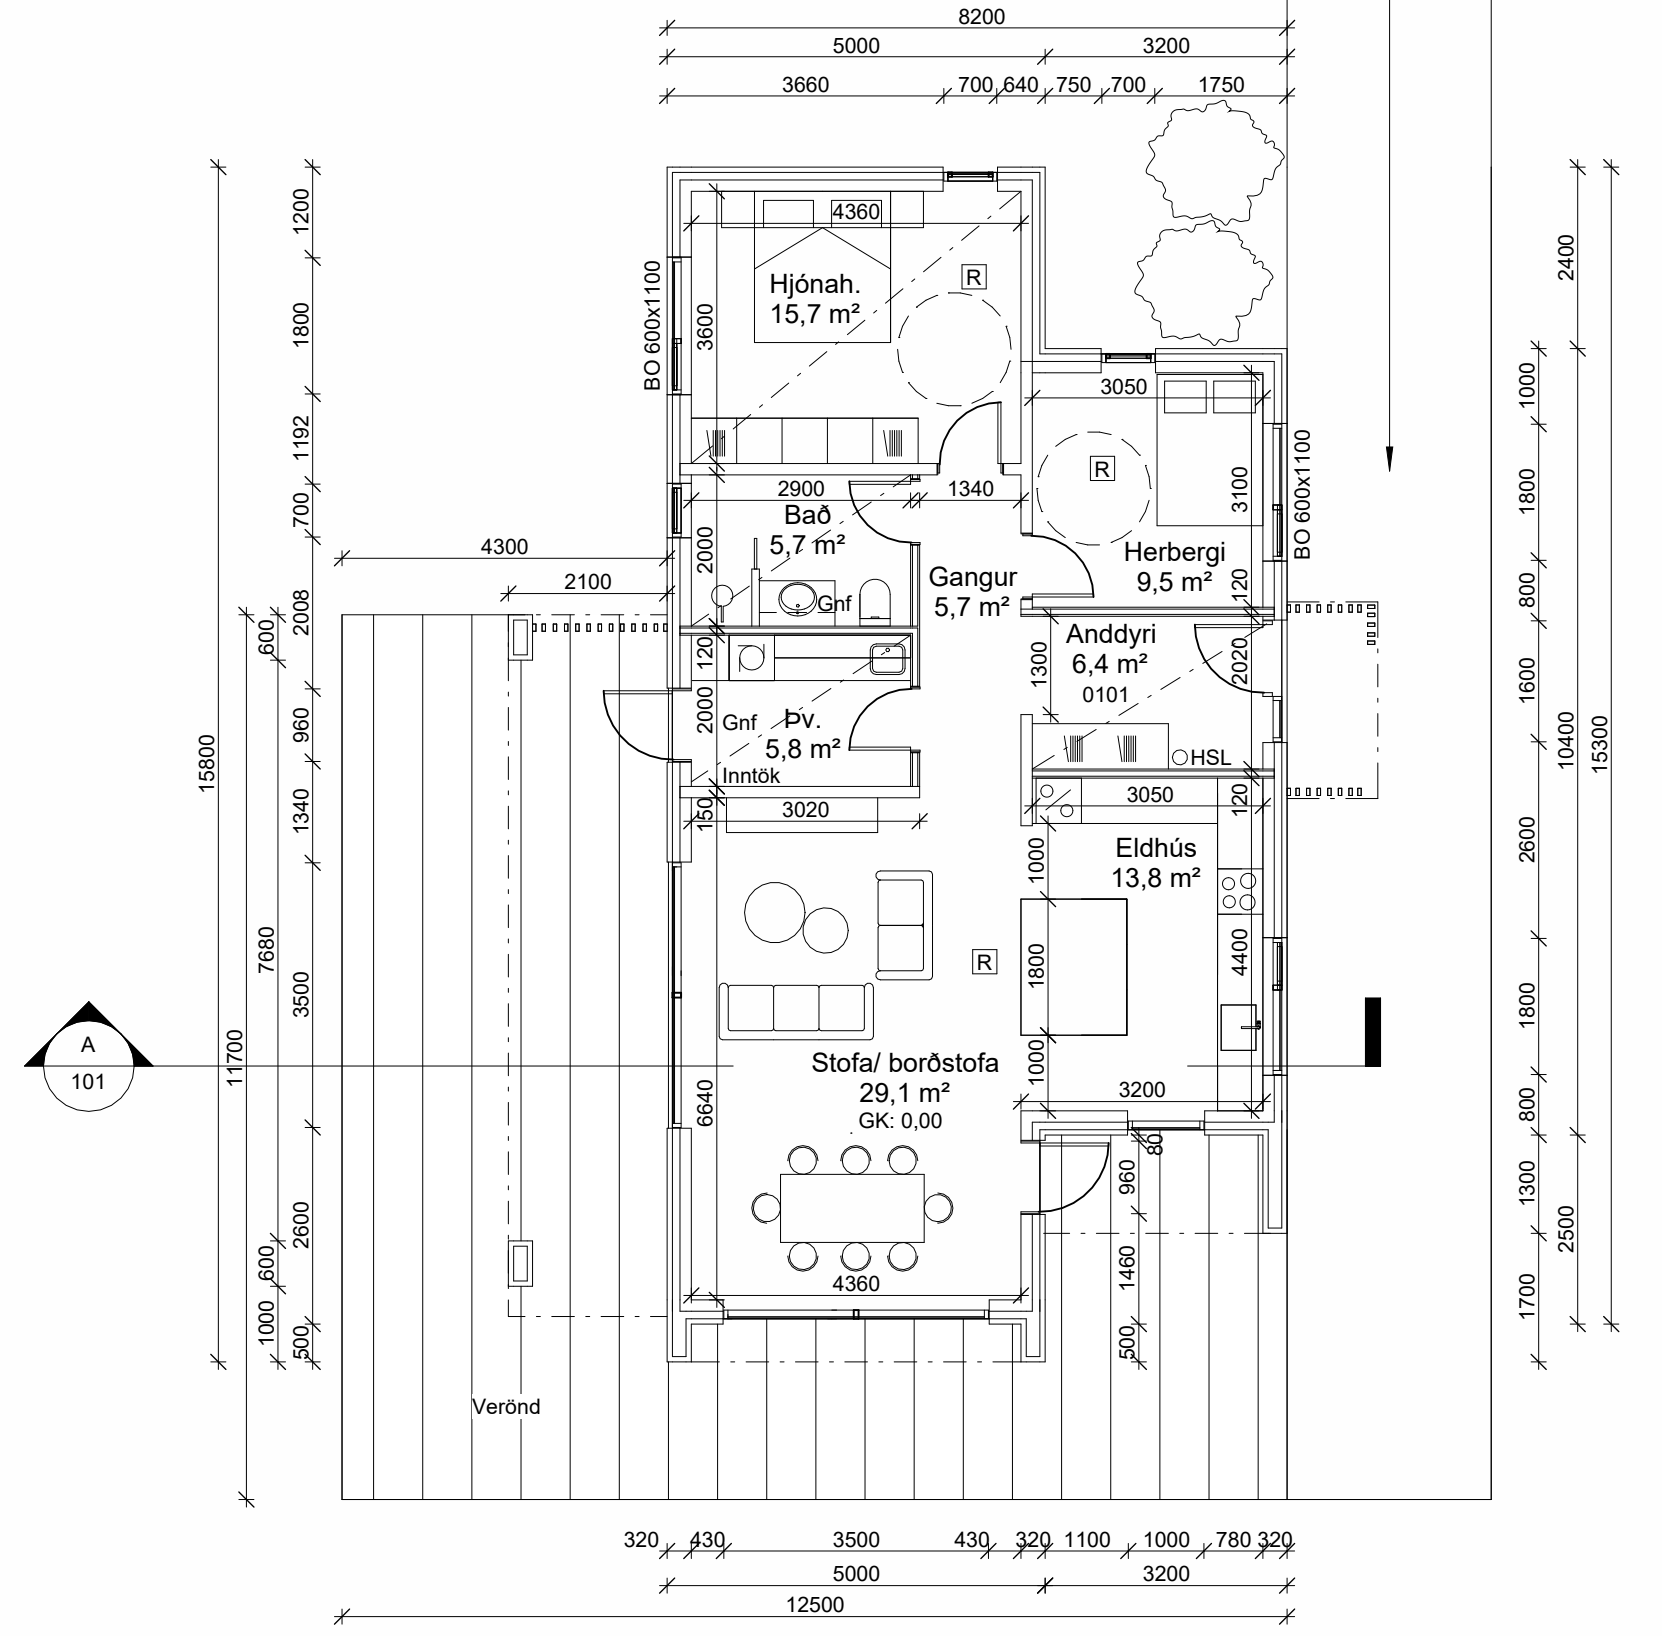 8200
5000 3200
3660 700 640 750 700 1750
4360
Hjónah.
15,7 m²
R
3600
BO 600x1100
3050
R
3100
Herbergi
9,5 m²
120
BO 600x1100
2900 1340
Bað
5,7 m²
2000
Gnf
Gangur
5,7 m²
Anddyri
6,4 m²
0101
1300
2020
HSL
120
2000
Gnf
Þv.
5,8 m²
Inntök
150
3020
3050
120
Eldhús
13,8 m²
1000
1800
1000
4400
R
3200
Stofa/ borðstofa
29,1 m²
GK: 0,00
6640
80
960
1460
500
4360
4300
2100
Verönd
A
101
15800
11700
600
7680
600
1000
1200
1800
1192
700
2008
960
1340
3500
2600
500
1000
1800
800
1600
2600
1800
800
1300
1700
2400
10400
2500
15300
320 430 3500 430 320 1100 1000 780 320
5000 3200
12500